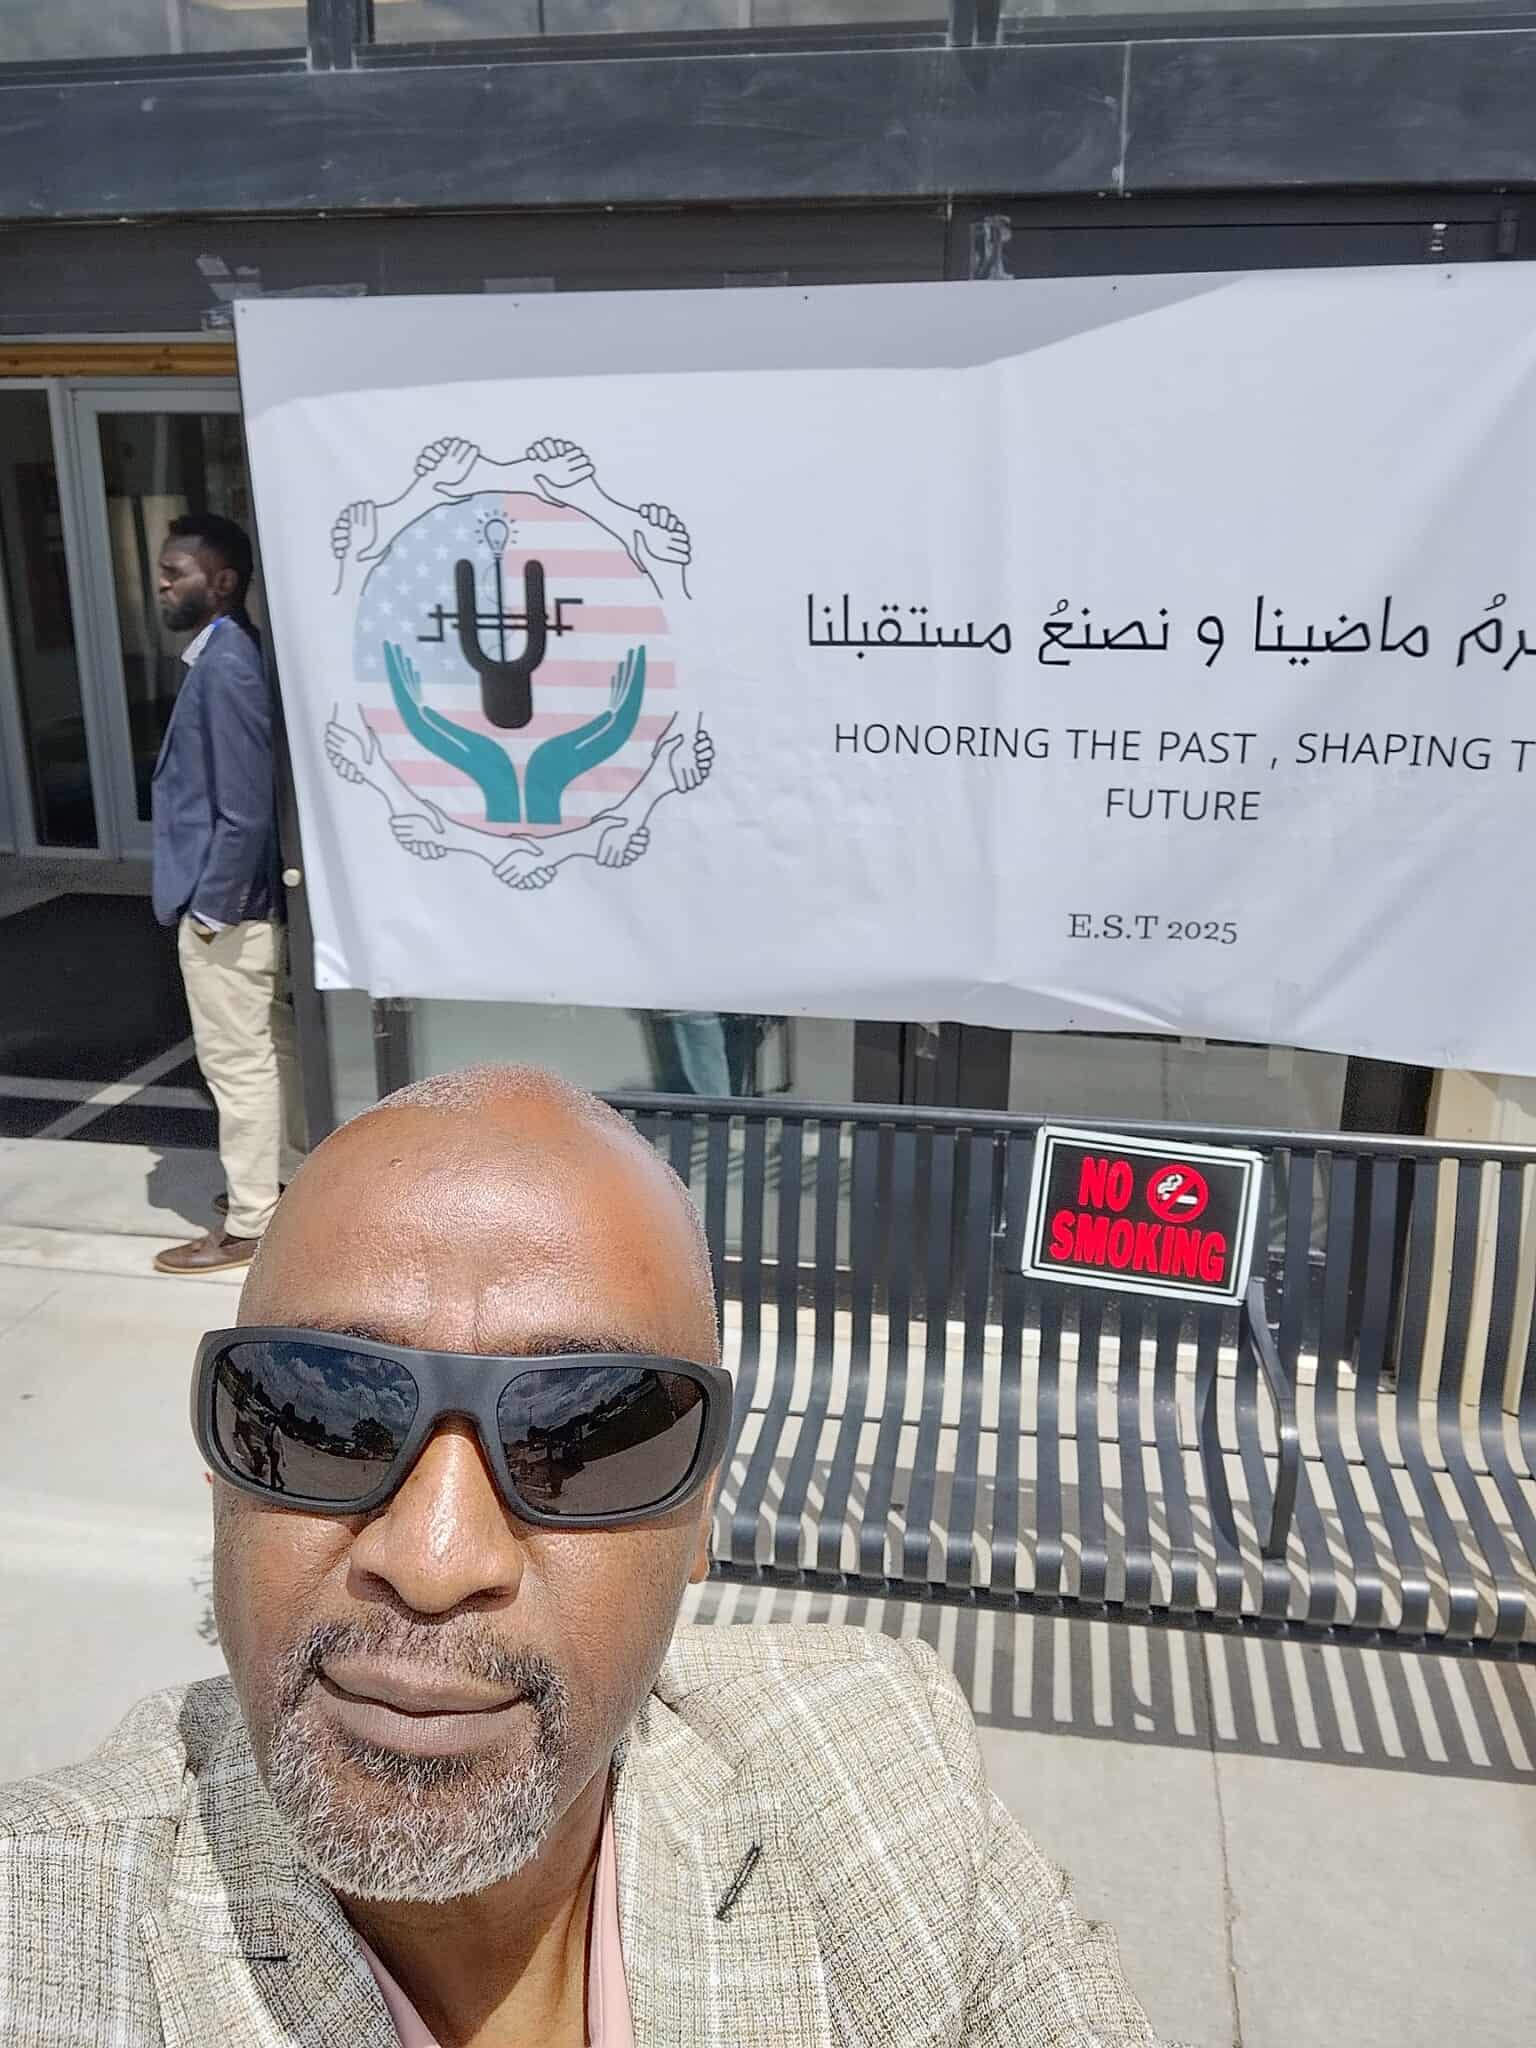 ماضينا و نصنعُ مستقبلنا
HONORING THE PAST , SHAPING
FUTURE
E.S.T 2025
NO
SMOKING